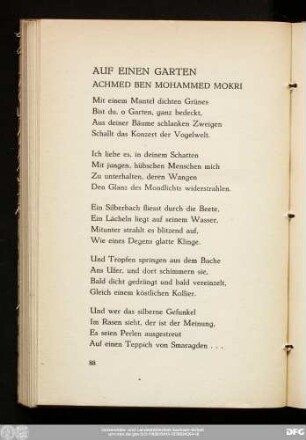 AUF EINEN GARTEN
ACHMED BEN MOHAMMED MOKRI
Mit einem Mantel dichten Grünes
Bist du, o Garten, ganz bedeckt,
Aus deiner Bäume schlanken Zweigen
Schallt das Konzert der Vogelwelt.
Ich liebe es, in deinem Schatten
Mit jungen, hübschen Menschen mich
Zu unterhalten, deren Wangen
Den Glanz des Mondlichts widerstrahlen.
Ein Silberbach fliesst durch die Beete,
Ein Lächeln liegt auf seinem Wasser,
Mitunter strahlt es blitzend auf,
Wie eines Degens glatte Klinge.
Und Tropfen springen aus dem Bache
Ans Ufer, und dort schimmern sie,
Bald dicht gedrängt und bald vereinzelt,
Gleich einem köstlichen Kollier.
Und wer das silberne Gefunkel
Im Rasen sieht, der ist der Meinung,
Es seien Perlen ausgestreut
Auf einen Teppich von Smaragden . . .
88